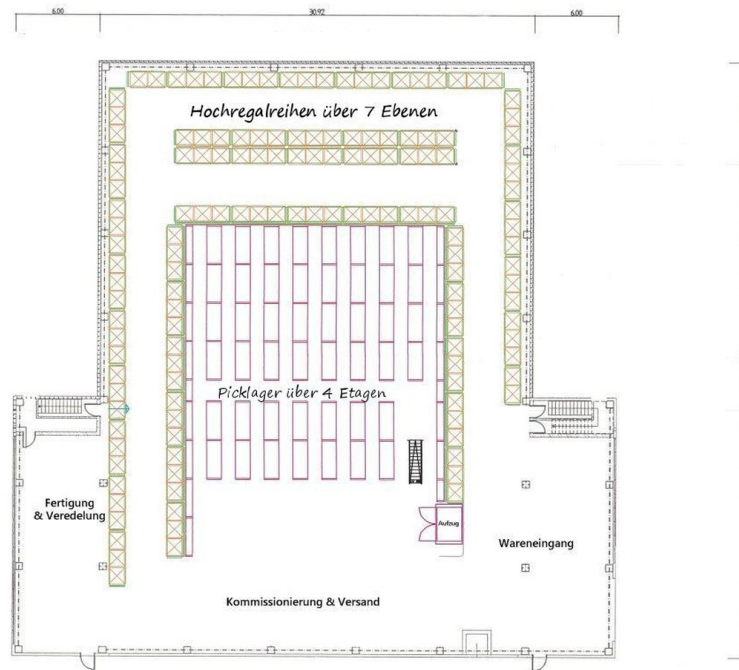 6.00 30.92 6.00
Hochregalreihen über 7 Ebenen
Picklager über 4 Etagen
Fertigung
& Veredelung
Aufzug
Wareneingang
Kommissionierung & Versand